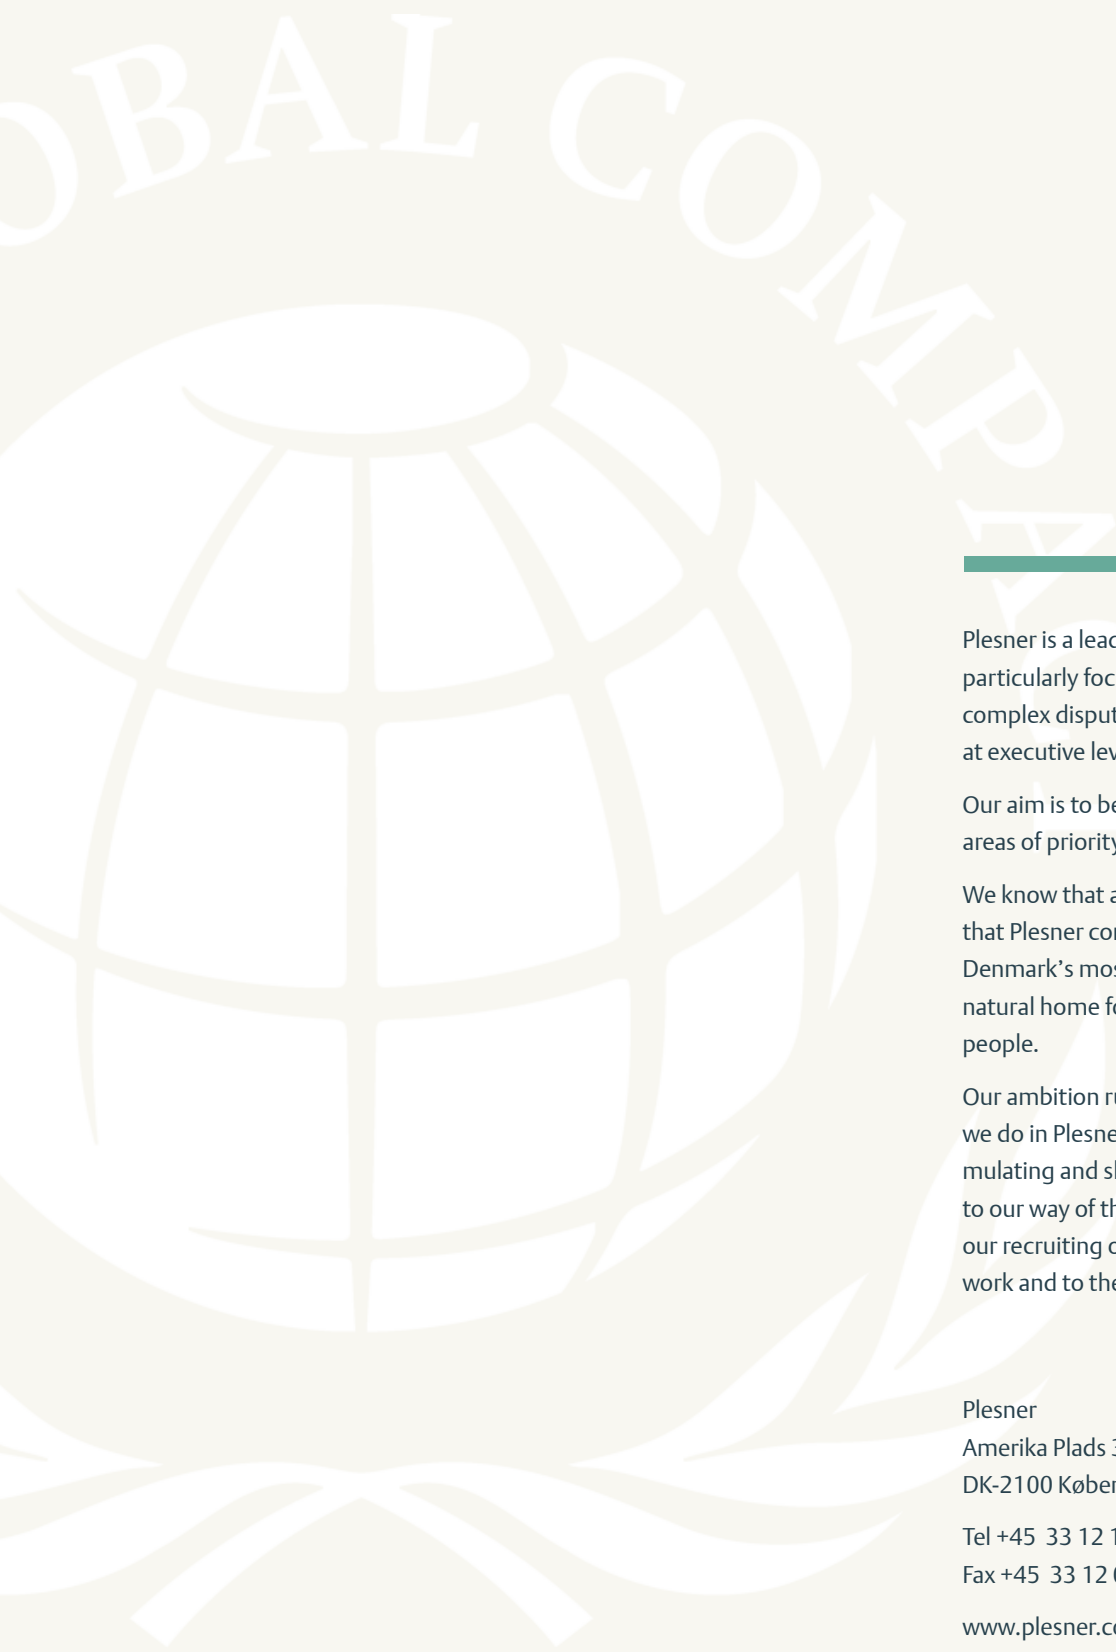 OBAL COMPACT
Plesner is a lead
particularly foc
complex disput
at executive lev
Our aim is to be
areas of priority
We know that a
that Plesner cor
Denmark's mos
natural home fo
people.
Our ambition ru
we do in Plesne
mulating and sl
to our way of th
our recruiting o
work and to the
Plesner
Amerika Plads 3
DK-2100 Køber
Tel +45 33 12 1
Fax +45 33 12 0
www.plesner.co